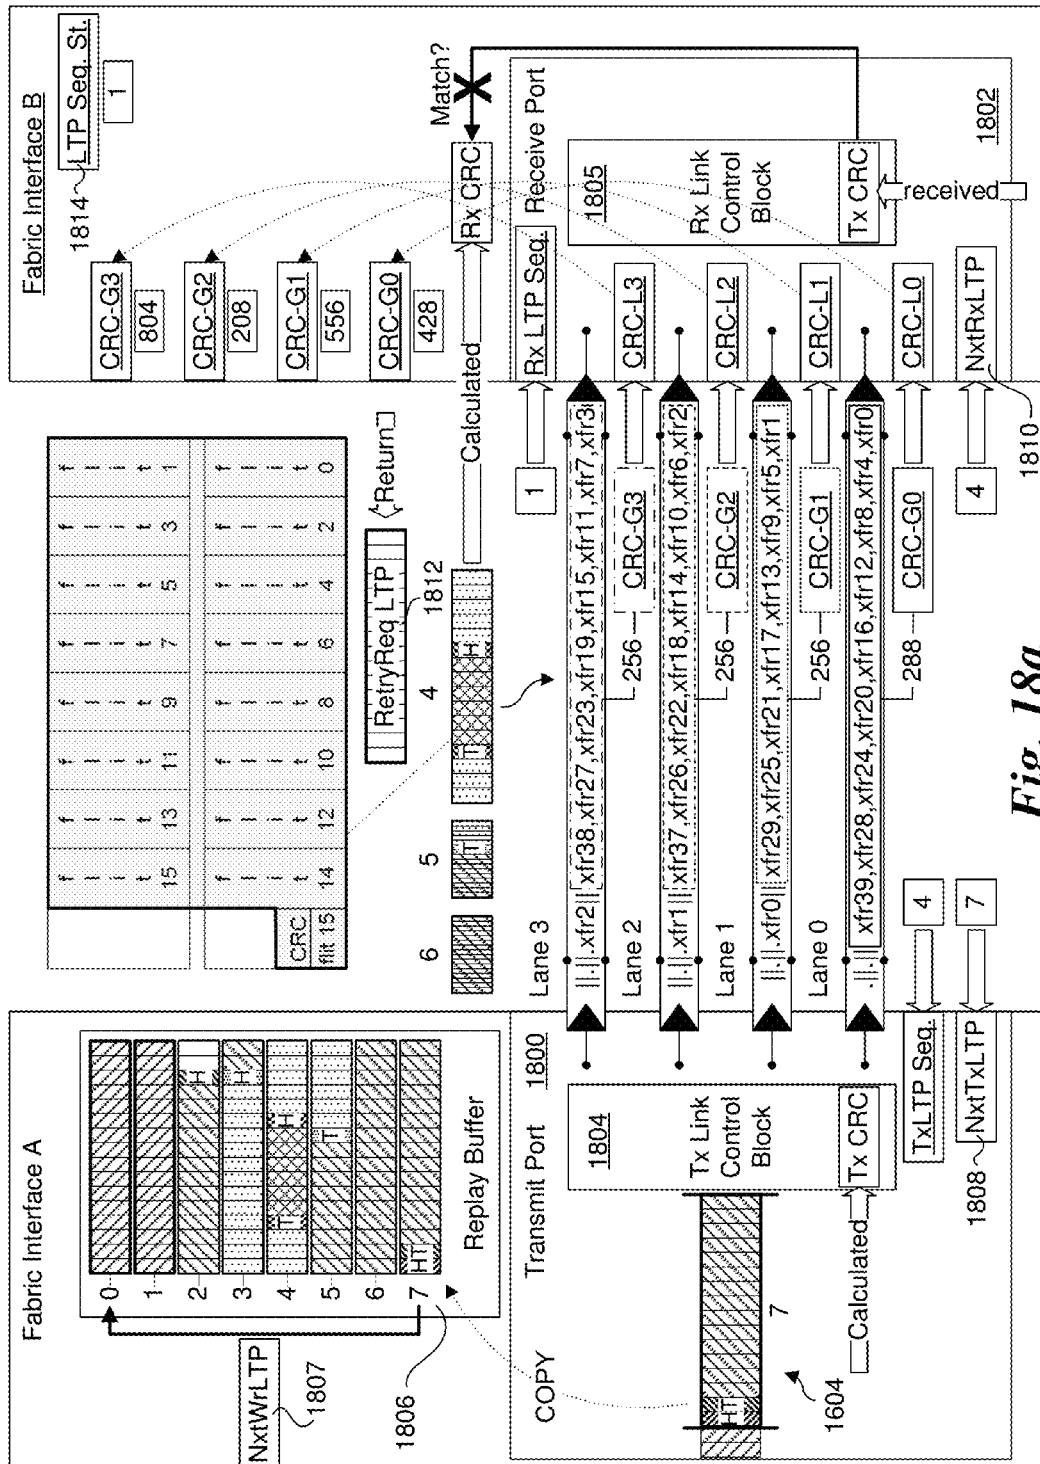 Fabric Interface A
NxtWrLTP
1807
1806
0
1
2
H
3
H
4
T
H
5
T
6
7
HT
Replay Buffer
COPY
Transmit Port
1800
1804
Tx Link
Control
Block
Tx CRC
Calculated
HT
7
1604
TxLTP Seq.
4
NxtTxLTP
7
1808
CRC
flit 15
f l i t 15
f l i t 13
f l i t 11
f l i t 9
f l i t 7
f l i t 5
f l i t 3
f l i t 1
f l i t 14
f l i t 12
f l i t 10
f l i t 8
f l i t 6
f l i t 4
f l i t 2
f l i t 0
RetryReq LTP
Return
1812
6
5
T
4
T
H
Calculated
Lane 3
||.||.xfr2||.xfr38,xfr27,xfr23,xfr19,xfr15,xfr11,xfr7,xfr3
256
CRC-G3
Lane 2
||.||.xfr1||.xfr37,xfr26,xfr22,xfr18,xfr14,xfr10,xfr6,xfr2
256
CRC-G2
Lane 1
||.||.xfr0||.xfr29,xfr25,xfr21,xfr17,xfr13,xfr9,xfr5,xfr1
256
CRC-G1
Lane 0
.||.||xfr39,xfr28,xfr24,xfr20,xfr16,xfr12,xfr8,xfr4,xfr0
288
CRC-G0
1
4
1810
Fabric Interface B
1814
LTP Seq. St.
1
CRC-G3
804
CRC-G2
208
CRC-G1
556
CRC-G0
428
Rx CRC
Match?
Rx LTP Seq.
Receive Port
CRC-L3
CRC-L2
CRC-L1
CRC-L0
NxtRxLTP
1805
Rx Link
Control
Block
Tx CRC
received
1802
Fig. 18a